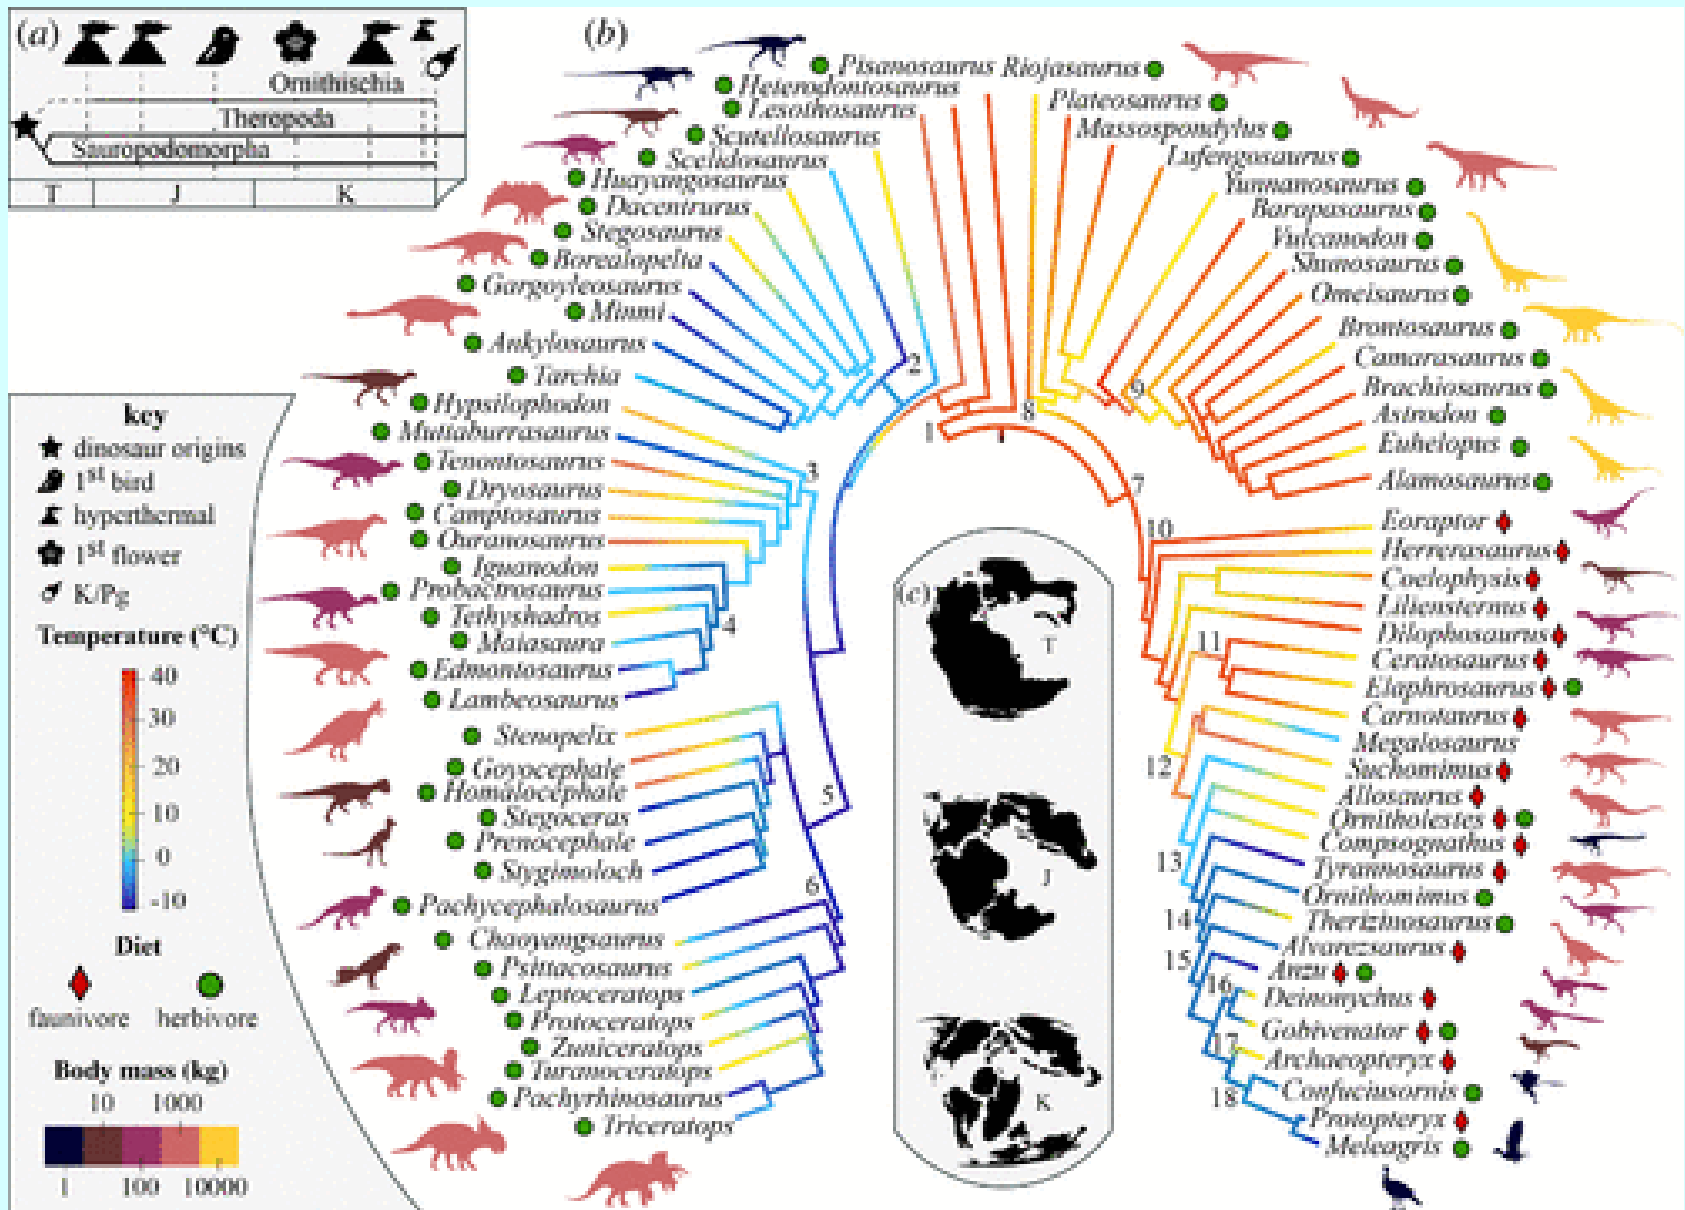 (a)
Ornithischia
Theropoda
Sauropodomorpha
T J K
key
dinosaur origins
1st bird
hyperthermal
1st flower
K/Pg
Temperature (°C)
40
30
20
10
0
-10
Diet
faunivore herbivore
Body mass (kg)
10 1000
1 100 10000
(b)
Pisanosaurus
Heterodontosaurus
Lesothosaurus
Scutellosaurus
Scelidosaurus
Huayangosaurus
Dacentrurus
Stegosaurus
Borealopelta
Gargoyleosaurus
Minmi
Ankylosaurus
Tarchia
Hypsilophodon
Muttaburrasaurus
Tenontosaurus
Dryosaurus
Camptosaurus
Ouranosaurus
Iguanodon
Probactrosaurus
Tethyshadros
Maiasaura
Edmontosaurus
Lambeosaurus
Stenopelix
Goyocephale
Homalocephale
Stegoceras
Prenocephale
Stygimoloch
Pachycephalosaurus
Chaoyangsaurus
Psittacosaurus
Leptoceratops
Protoceratops
Zuniceratops
Turanoceratops
Pachyrhinosaurus
Triceratops
Riojasaurus
Plateosaurus
Massospondylus
Lufengosaurus
Yunnanosaurus
Barapasaurus
Vulcanodon
Shunosaurus
Omeisaurus
Brontosaurus
Camarasaurus
Brachiosaurus
Astrodon
Euhelopus
Alamosaurus
Eoraptor
Herrerasaurus
Coelophysis
Liliensternus
Dilophosaurus
Ceratosaurus
Elaphrosaurus
Carnotaurus
Megalosaurus
Suchomimus
Allosaurus
Ornitholestes
Compsognathus
Tyrannosaurus
Ornithomimus
Therizinosaurus
Alvarezsaurus
Anzu
Deinonychus
Gobivenator
Archaeopteryx
Confuciusornis
Protopteryx
Meleagris
1
2
3
4
5
6
7
8
9
10
11
12
13
14
15
16
17
18
(c)
T
J
K